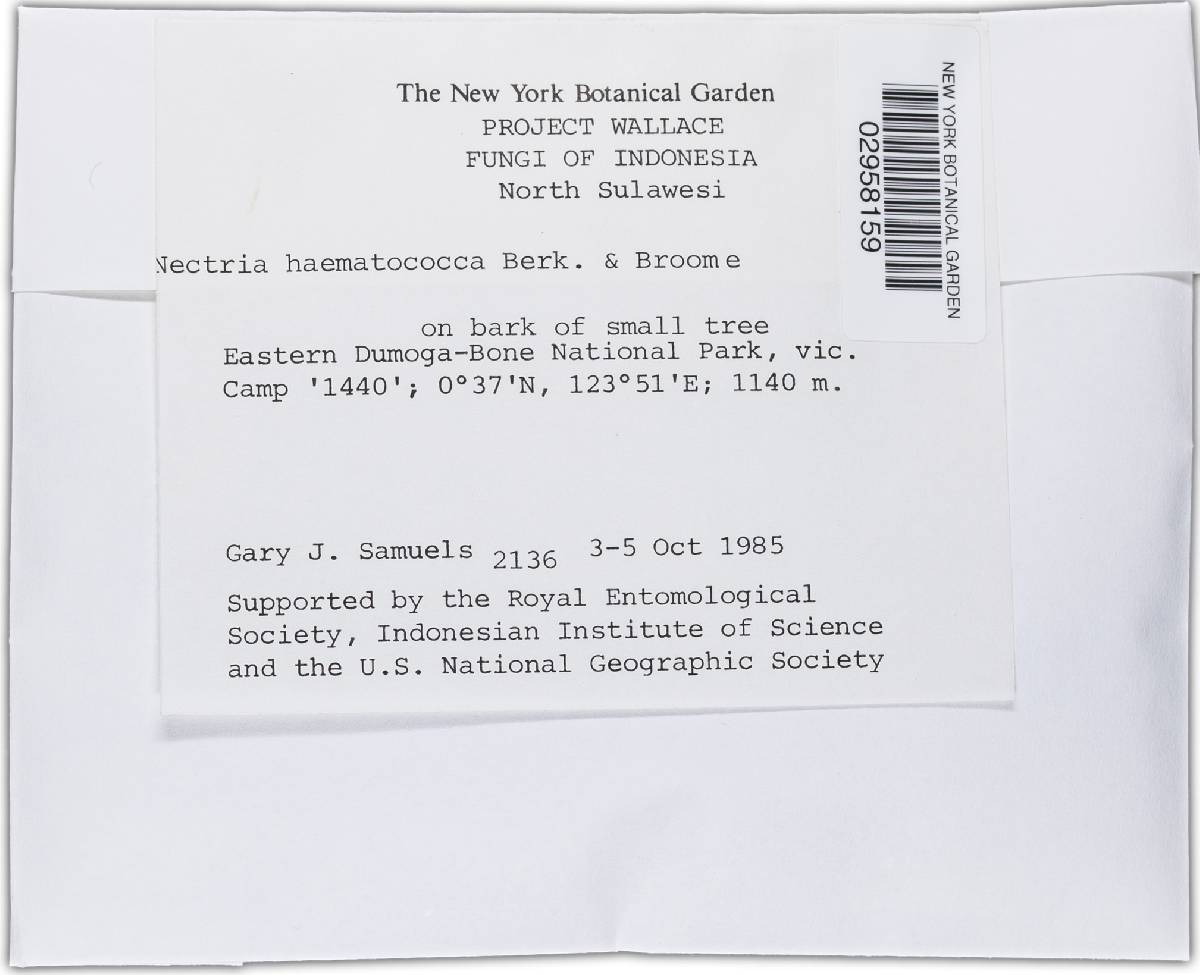 The New York Botanical Garden
PROJECT WALLACE
FUNGI OF INDONESIA
North Sulawesi
Nectria haematococca Berk. & Broome
on bark of small tree
Eastern Dumoga-Bone National Park, vic.
Camp '1440'; 0°37'N, 123°51'E; 1140 m.
Gary J. Samuels 2136 3-5 Oct 1985
Supported by the Royal Entomological
Society, Indonesian Institute of Science
and the U.S. National Geographic Society
NEW YORK BOTANICAL GARDEN
02958159